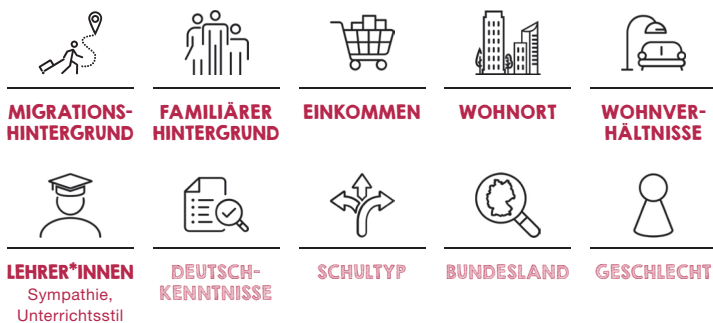 MIGRATIONS-
HINTERGRUND
FAMILIÄRER
HINTERGRUND
EINKOMMEN
WOHNORT
WOHNVER-
HÄLTNISSE
LEHRER*INNEN
Sympathie,
Unterrichtsstil
DEUTSCH-
KENNTNISSE
SCHULTYP
BUNDESLAND
GESCHLECHT